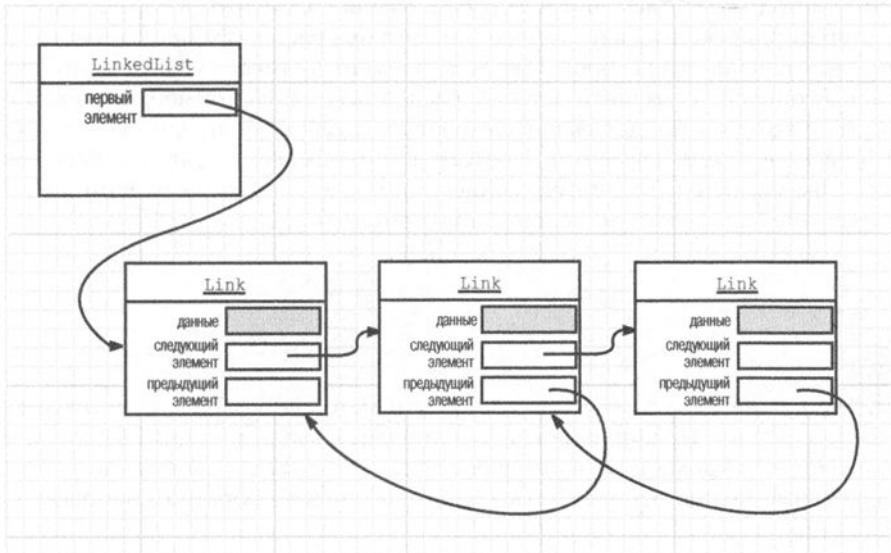 LinkedList
первый
элемент
Link
данные
следующий
элемент
предыдущий
элемент
Link
данные
следующий
элемент
предыдущий
элемент
Link
данные
следующий
элемент
предыдущий
элемент